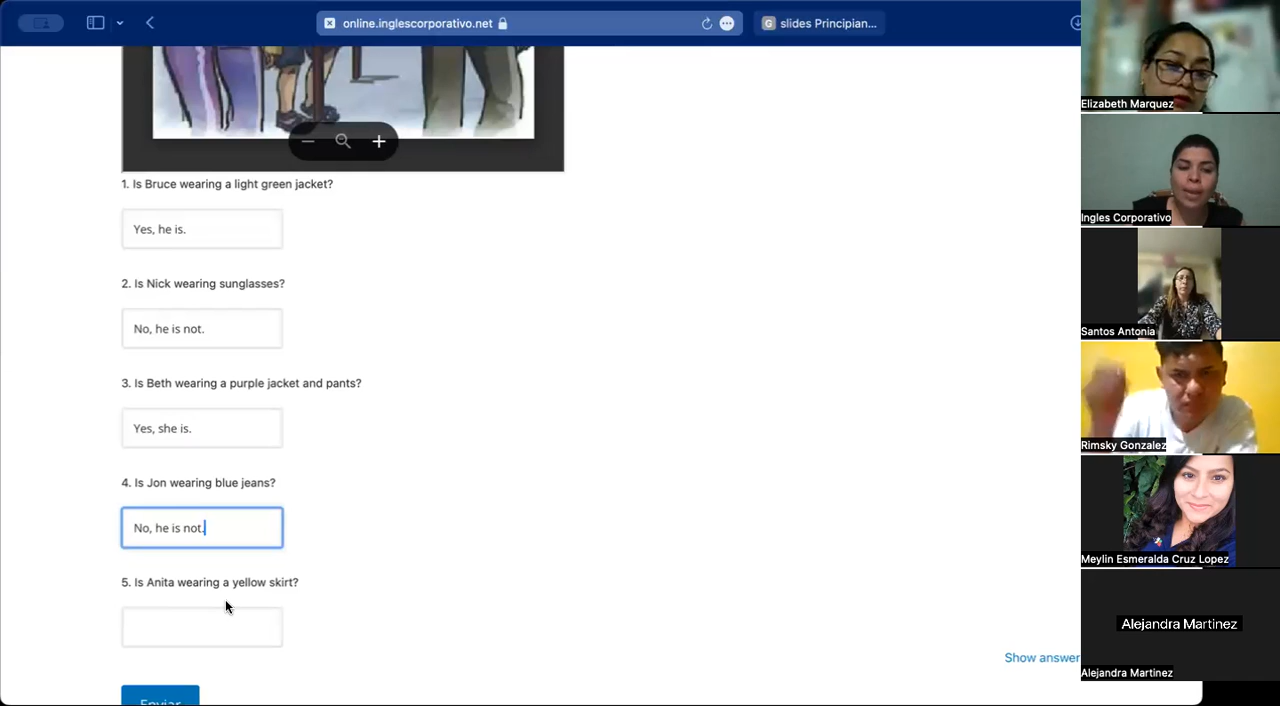 online.inglescorporativo.net
slides Principian...
1. Is Bruce wearing a light green jacket?
Yes, he is.
2. Is Nick wearing sunglasses?
No, he is not.
3. Is Beth wearing a purple jacket and pants?
Yes, she is.
4. Is Jon wearing blue jeans?
No, he is not.
5. Is Anita wearing a yellow skirt?
Show answer
Enviar
Elizabeth Marquez
Ingles Corporativo
Santos Antonia
Rimsky Gonzalez
Meylin Esmeralda Cruz Lopez
Alejandra Martinez
Alejandra Martinez